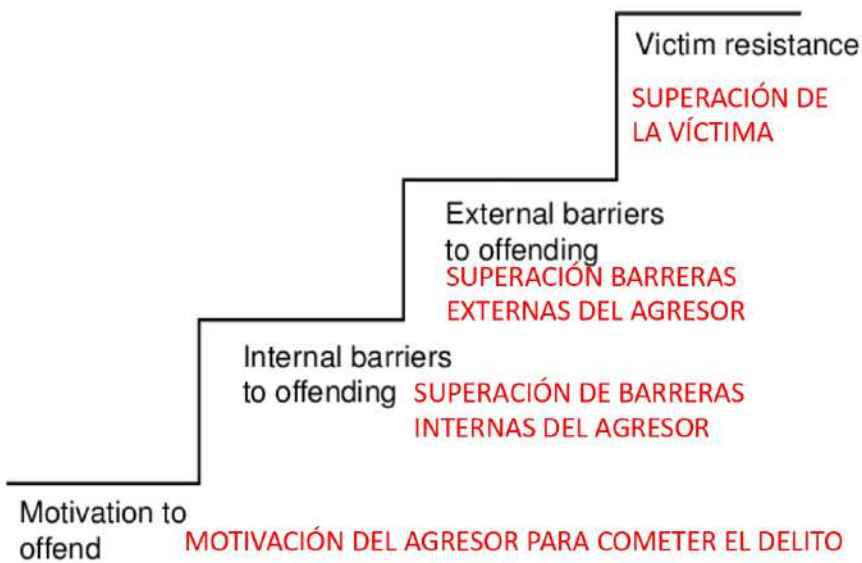 Victim resistance
SUPERACIÓN DE
LA VÍCTIMA
External barriers
to offending
SUPERACIÓN BARRERAS
EXTERNAS DEL AGRESOR
Internal barriers
to offending
SUPERACIÓN DE BARRERAS
INTERNAS DEL AGRESOR
Motivation to
offend
MOTIVACIÓN DEL AGRESOR PARA COMETER EL DELITO